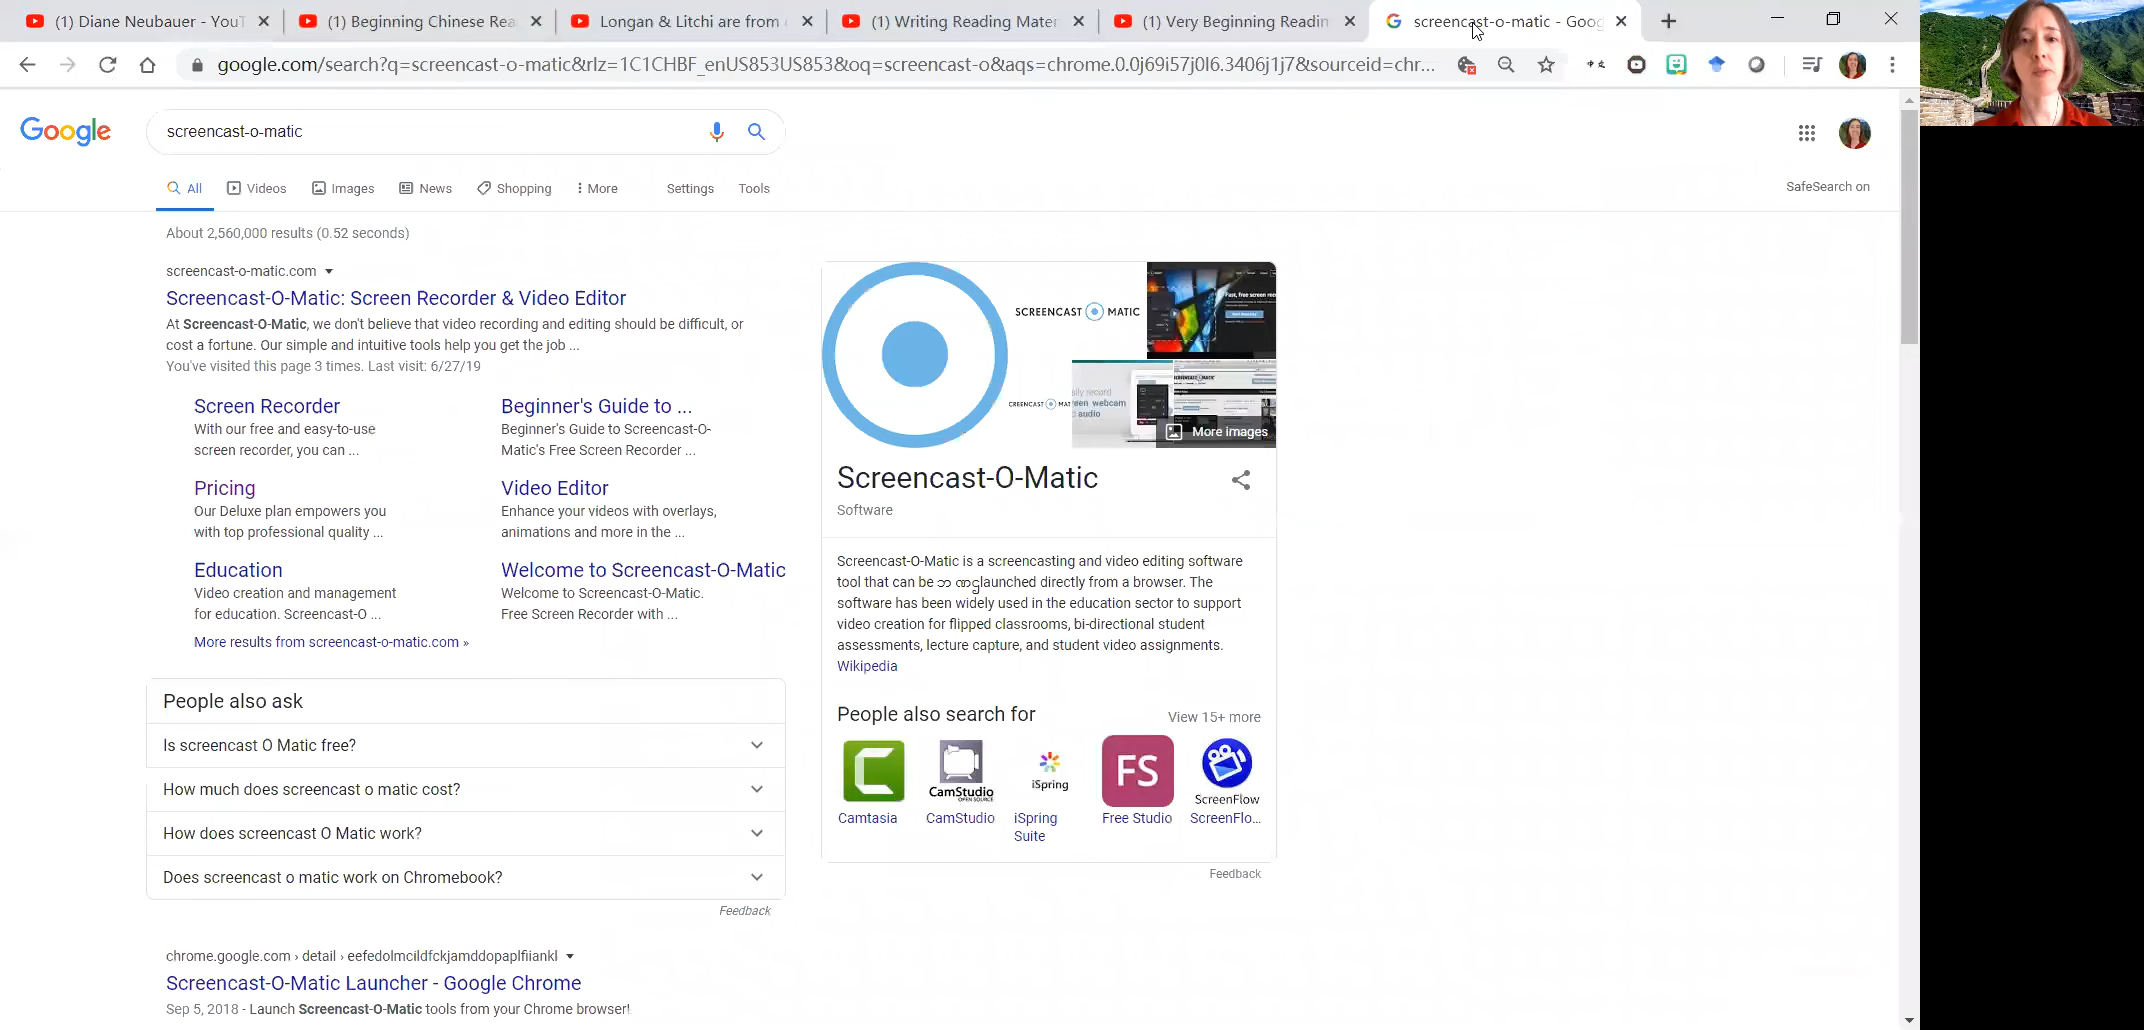 (1) Diane Neubauer - YouT
(1) Beginning Chinese Rea
Longan & Litchi are from
(1) Writing Reading Mater
(1) Very Beginning Readin
screencast-o-matic - Goog
google.com/search?q=screencast-o-matic&rlz=1C1CHBF_enUS853US853&oq=screencast-o&aqs=chrome.0.0j69i57j0l6.3406j1j7&sourceid=chr...
Google
screencast-o-matic
All
Videos
Images
News
Shopping
More
Settings
Tools
SafeSearch on
About 2,560,000 results (0.52 seconds)
screencast-o-matic.com
Screencast-O-Matic: Screen Recorder & Video Editor
At Screencast-O-Matic, we don't believe that video recording and editing should be difficult, or
cost a fortune. Our simple and intuitive tools help you get the job ...
You've visited this page 3 times. Last visit: 6/27/19
Screen Recorder
With our free and easy-to-use
screen recorder, you can ...
Beginner's Guide to ...
Beginner's Guide to Screencast-O-
Matic's Free Screen Recorder ...
Pricing
Our Deluxe plan empowers you
with top professional quality ...
Video Editor
Enhance your videos with overlays,
animations and more in the ...
Education
Video creation and management
for education. Screencast-O ...
Welcome to Screencast-O-Matic
Welcome to Screencast-O-Matic.
Free Screen Recorder with ...
More results from screencast-o-matic.com »
People also ask
Is screencast O Matic free?
How much does screencast o matic cost?
How does screencast O Matic work?
Does screencast o matic work on Chromebook?
Feedback
chrome.google.com › detail › eefedolmcildfckjamddopaplfiiankl
Screencast-O-Matic Launcher - Google Chrome
Sep 5, 2018 - Launch Screencast-O-Matic tools from your Chrome browser!
SCREENCAST MATIC
Fast, free screen rec
een webcam
audio
More images
Screencast-O-Matic
Software
Screencast-O-Matic is a screencasting and video editing software
tool that can be launched directly from a browser. The
software has been widely used in the education sector to support
video creation for flipped classrooms, bi-directional student
assessments, lecture capture, and student video assignments.
Wikipedia
People also search for
View 15+ more
CamStudio
OPEN SOURCE
iSpring
FS
ScreenFlow
Camtasia
CamStudio
iSpring
Suite
Free Studio
ScreenFlo...
Feedback